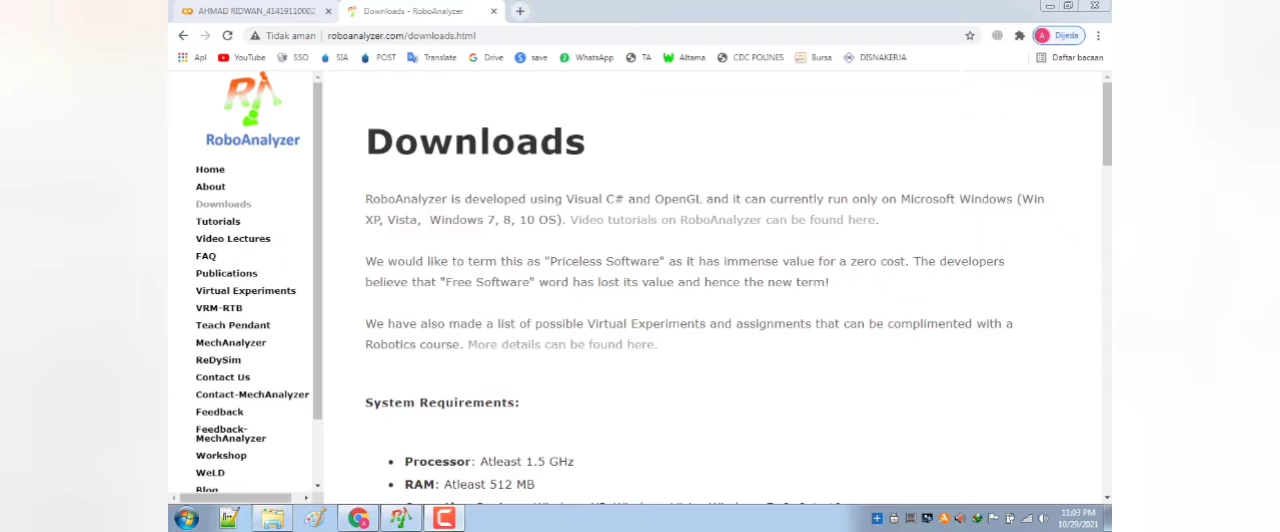 AHMAD RIDWAN_41419110002_
Downloads - RoboAnalyzer
Tidak aman
roboanalyzer.com/downloads.html
A
Dijeda
Apl
YouTube
SSO
SIA
POST
Translate
Drive
save
WhatsApp
TA
Altama
CDC POLINES
Bursa
DISNAKERJA
Daftar bacaan
RoboAnalyzer
Home
About
Downloads
Tutorials
Video Lectures
FAQ
Publications
Virtual Experiments
VRM-RTB
Teach Pendant
MechAnalyzer
ReDySim
Contact Us
Contact-MechAnalyzer
Feedback
Feedback-
MechAnalyzer
Workshop
WeLD
Blog
Downloads
RoboAnalyzer is developed using Visual C# and OpenGL and it can currently run only on Microsoft Windows (Win
XP, Vista, Windows 7, 8, 10 OS). Video tutorials on RoboAnalyzer can be found here.
We would like to term this as "Priceless Software" as it has immense value for a zero cost. The developers
believe that "Free Software" word has lost its value and hence the new term!
We have also made a list of possible Virtual Experiments and assignments that can be complimented with a
Robotics course. More details can be found here.
System Requirements:
• Processor: Atleast 1.5 GHz
• RAM: Atleast 512 MB
11:03 PM
10/29/2021